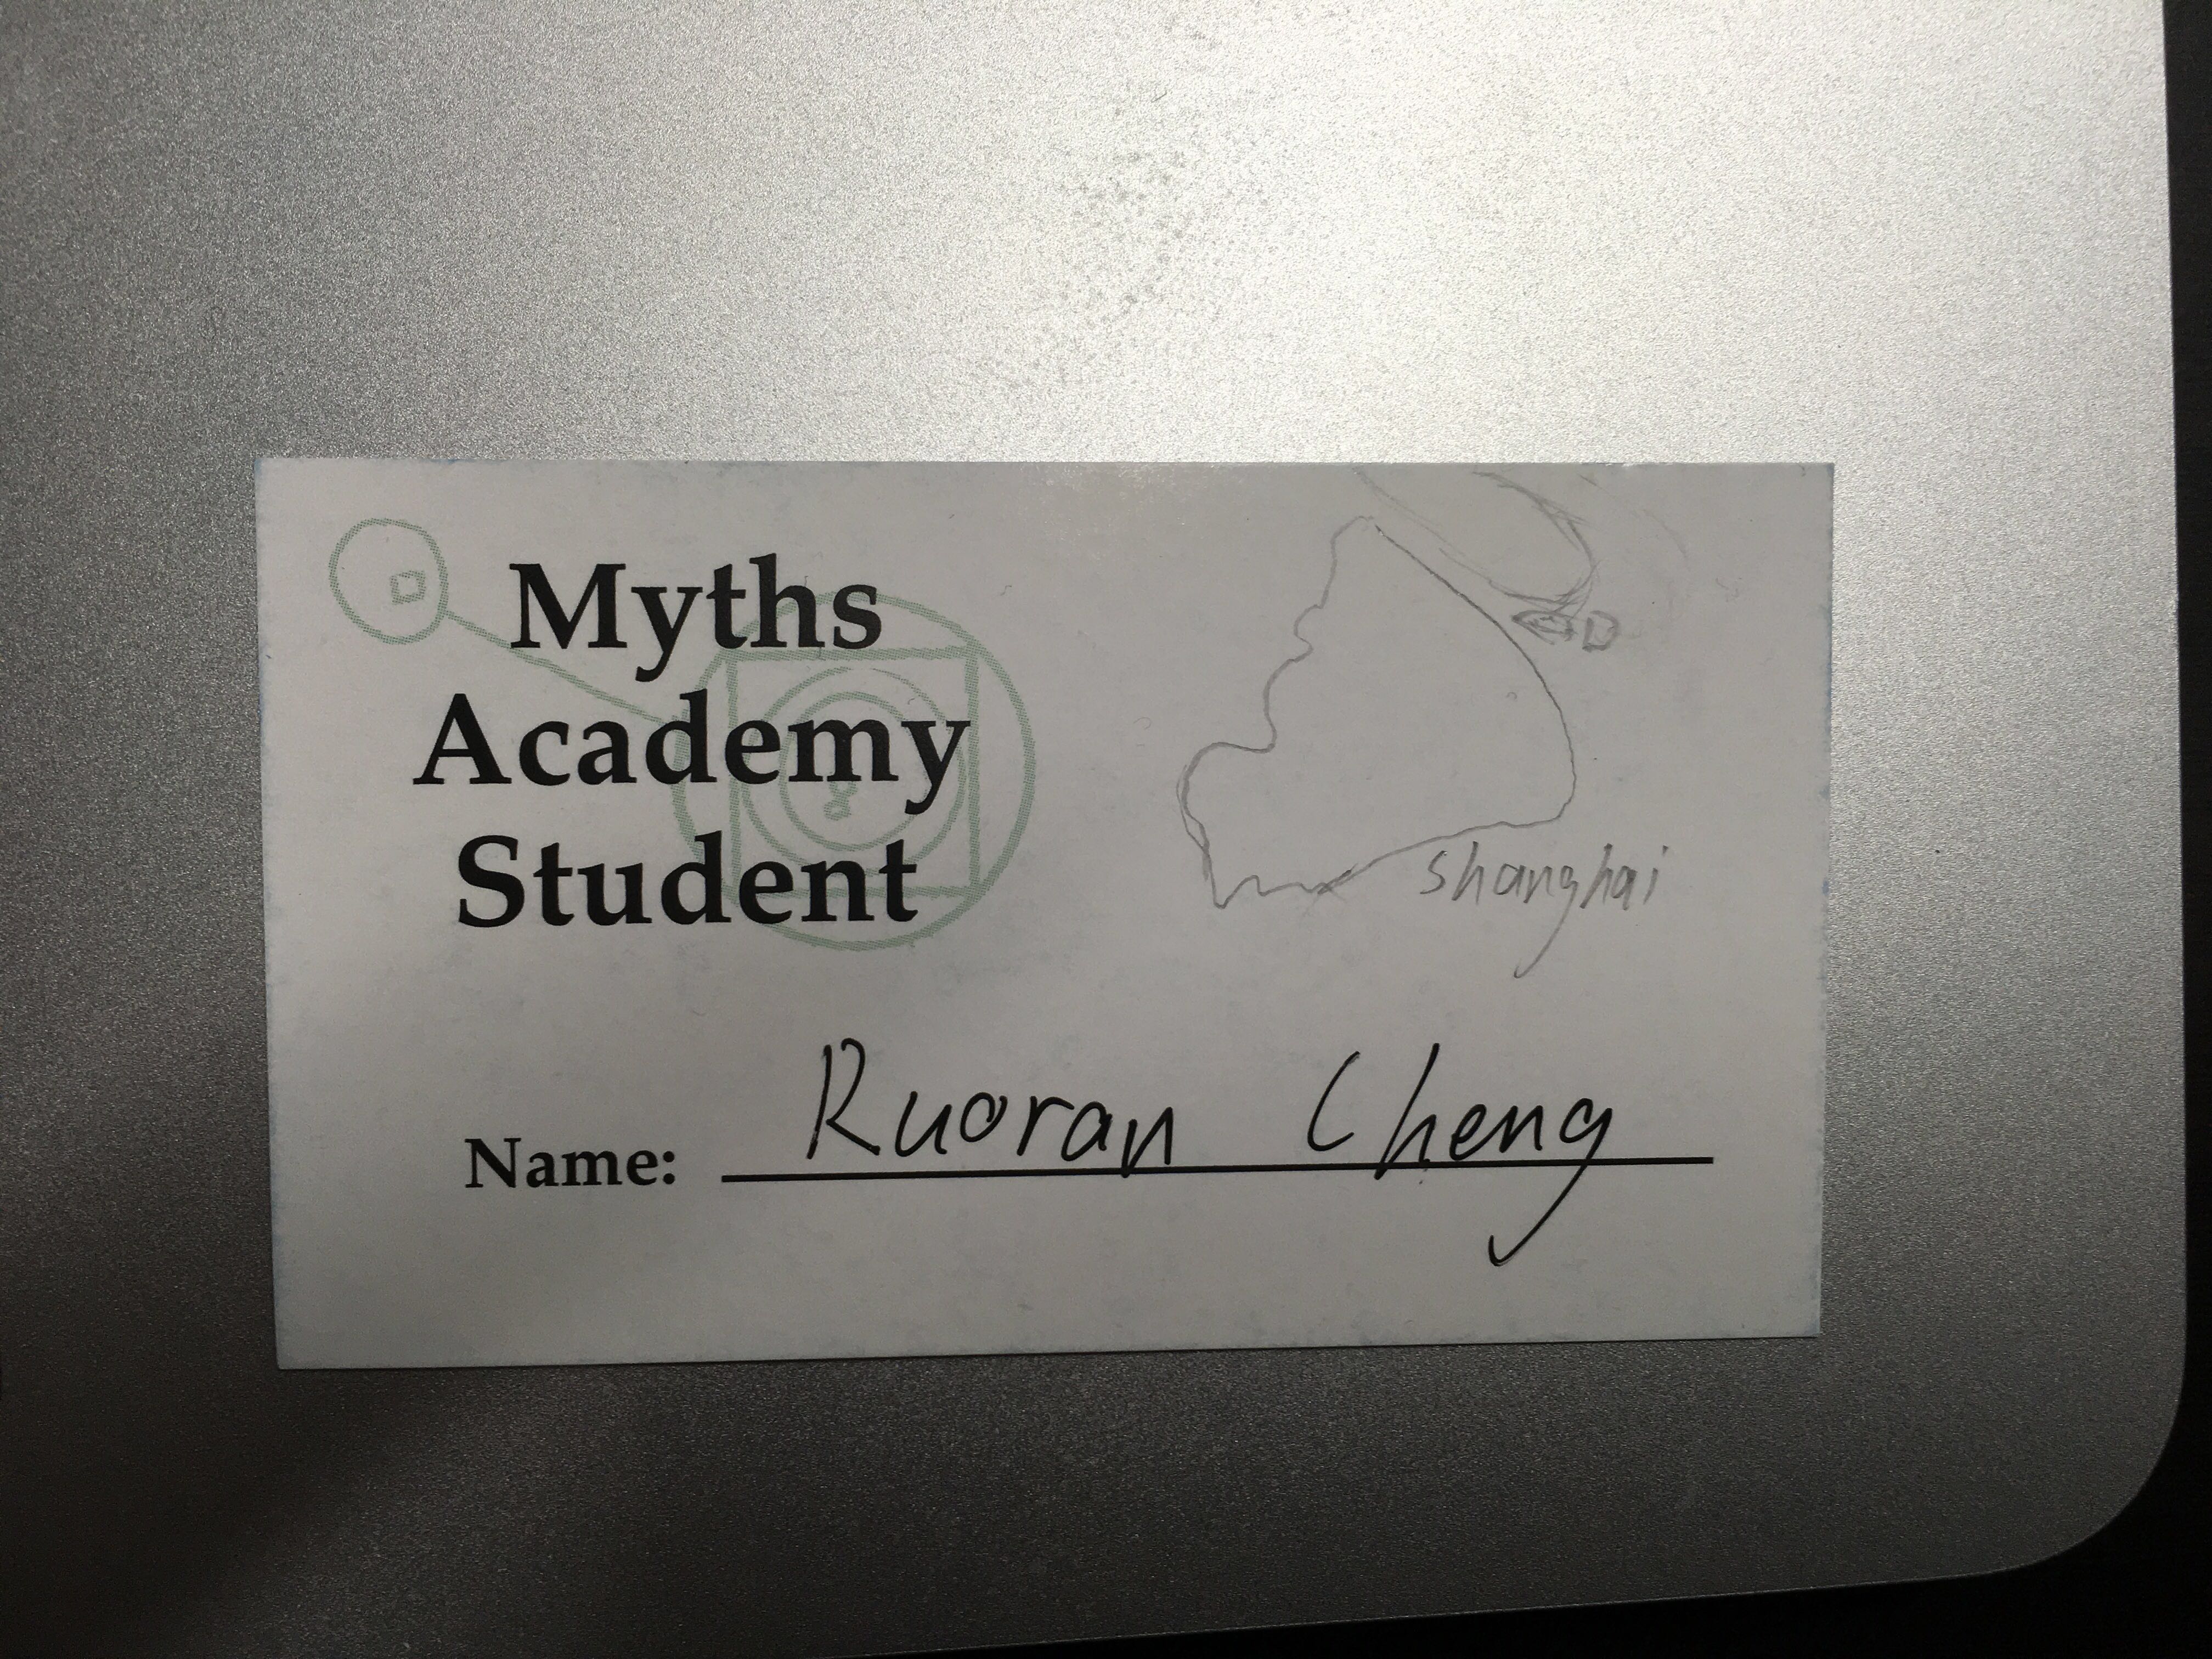 Myths
Academy
Student
shanghai
Name: Ruoran Cheng